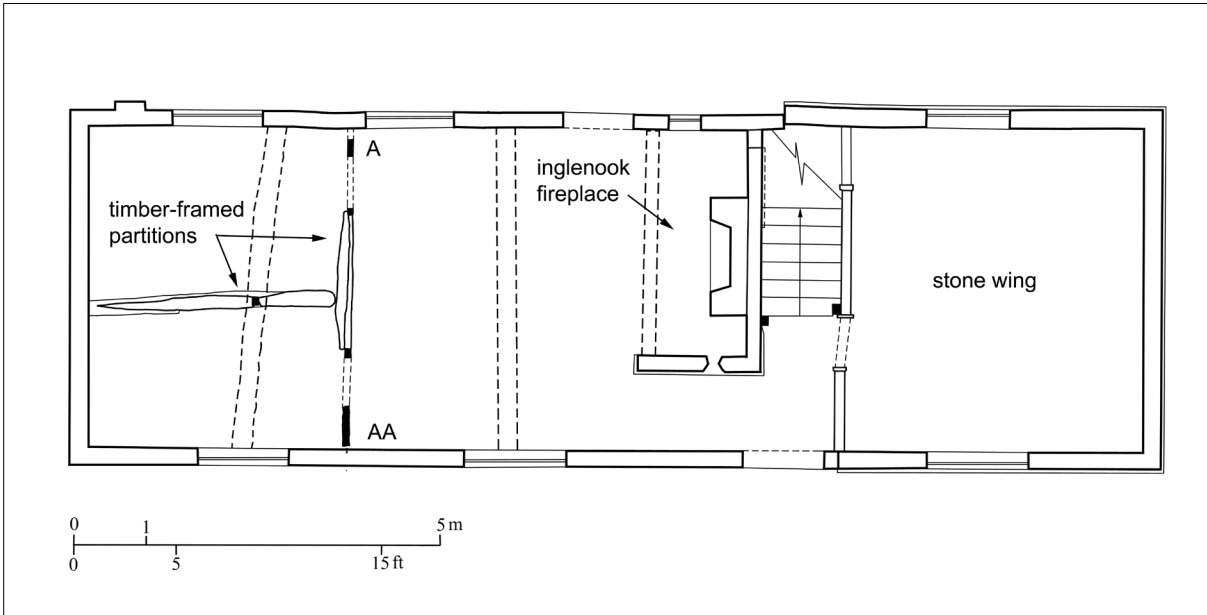 A
inglenook
fireplace
timber-framed
partitions
stone wing
AA
0 1 5 m
0 5 15 ft